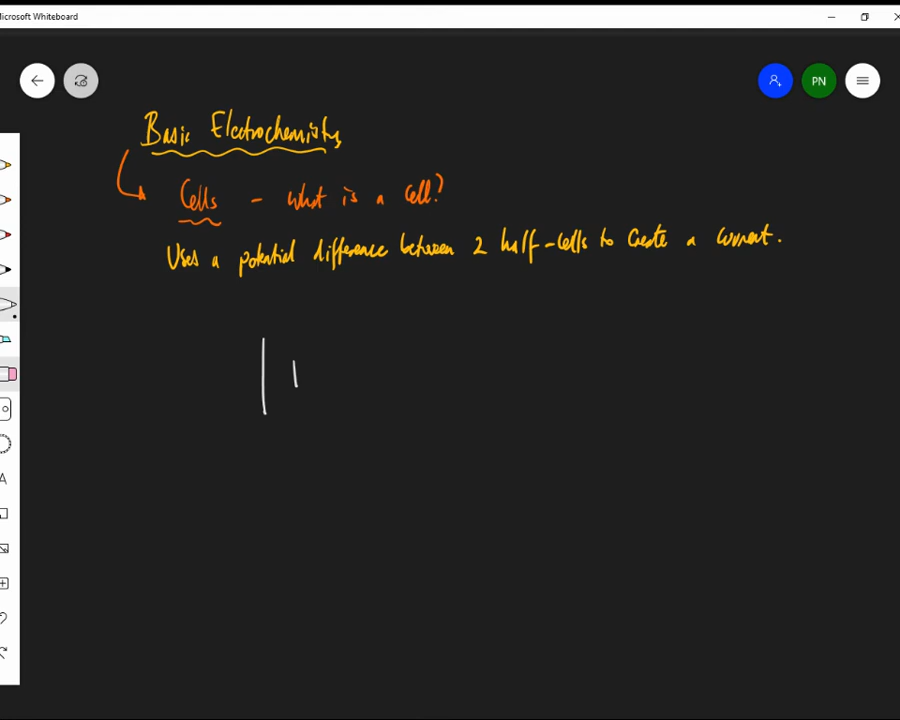 Microsoft Whiteboard
PN
Basic Electrochemistry
Cells - What is a cell?
Uses a potential difference between 2 half-cells to create a current.